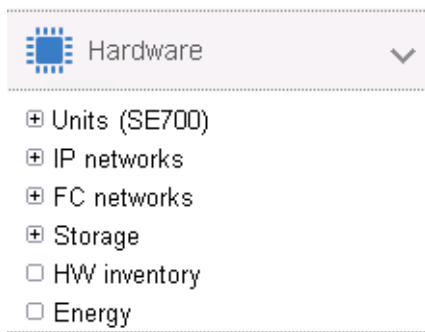 Hardware
Units (SE700)
IP networks
FC networks
Storage
HW inventory
Energy